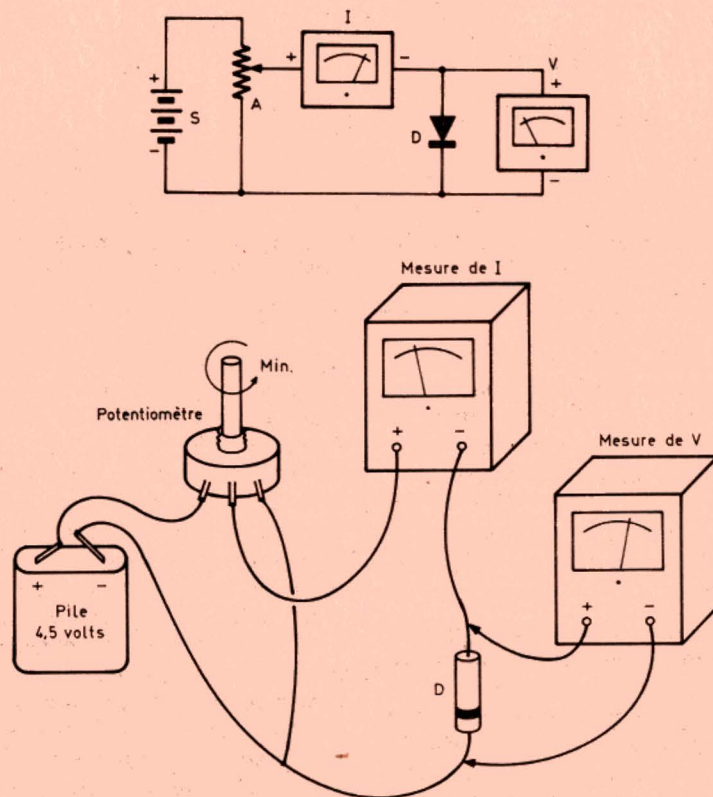 I
+
-
V
+
+
S
A
D
-
-
Mesure de I
Min.
Potentiomètre
+ -
Mesure de V
+ -
+ -
Pile
4,5 volts
D